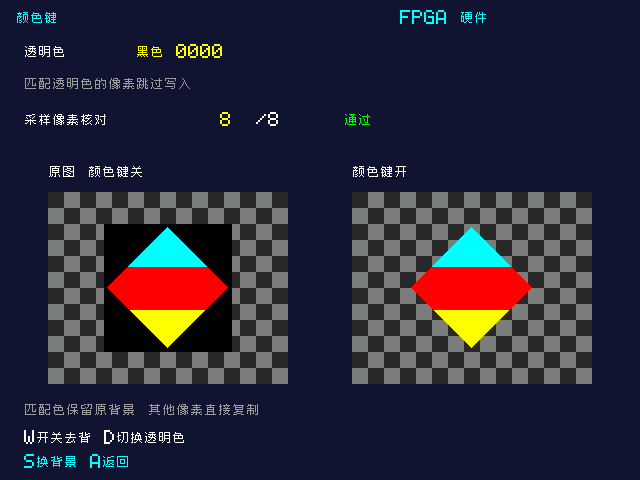 颜色键 FPGA 硬件
透明色 黑色 0000
匹配透明色的像素跳过写入
采样像素核对 8 /8 通过
原图 颜色键关 颜色键开
匹配色保留原背景 其他像素直接复制
W开关去背 D切换透明色
S换背景 A返回